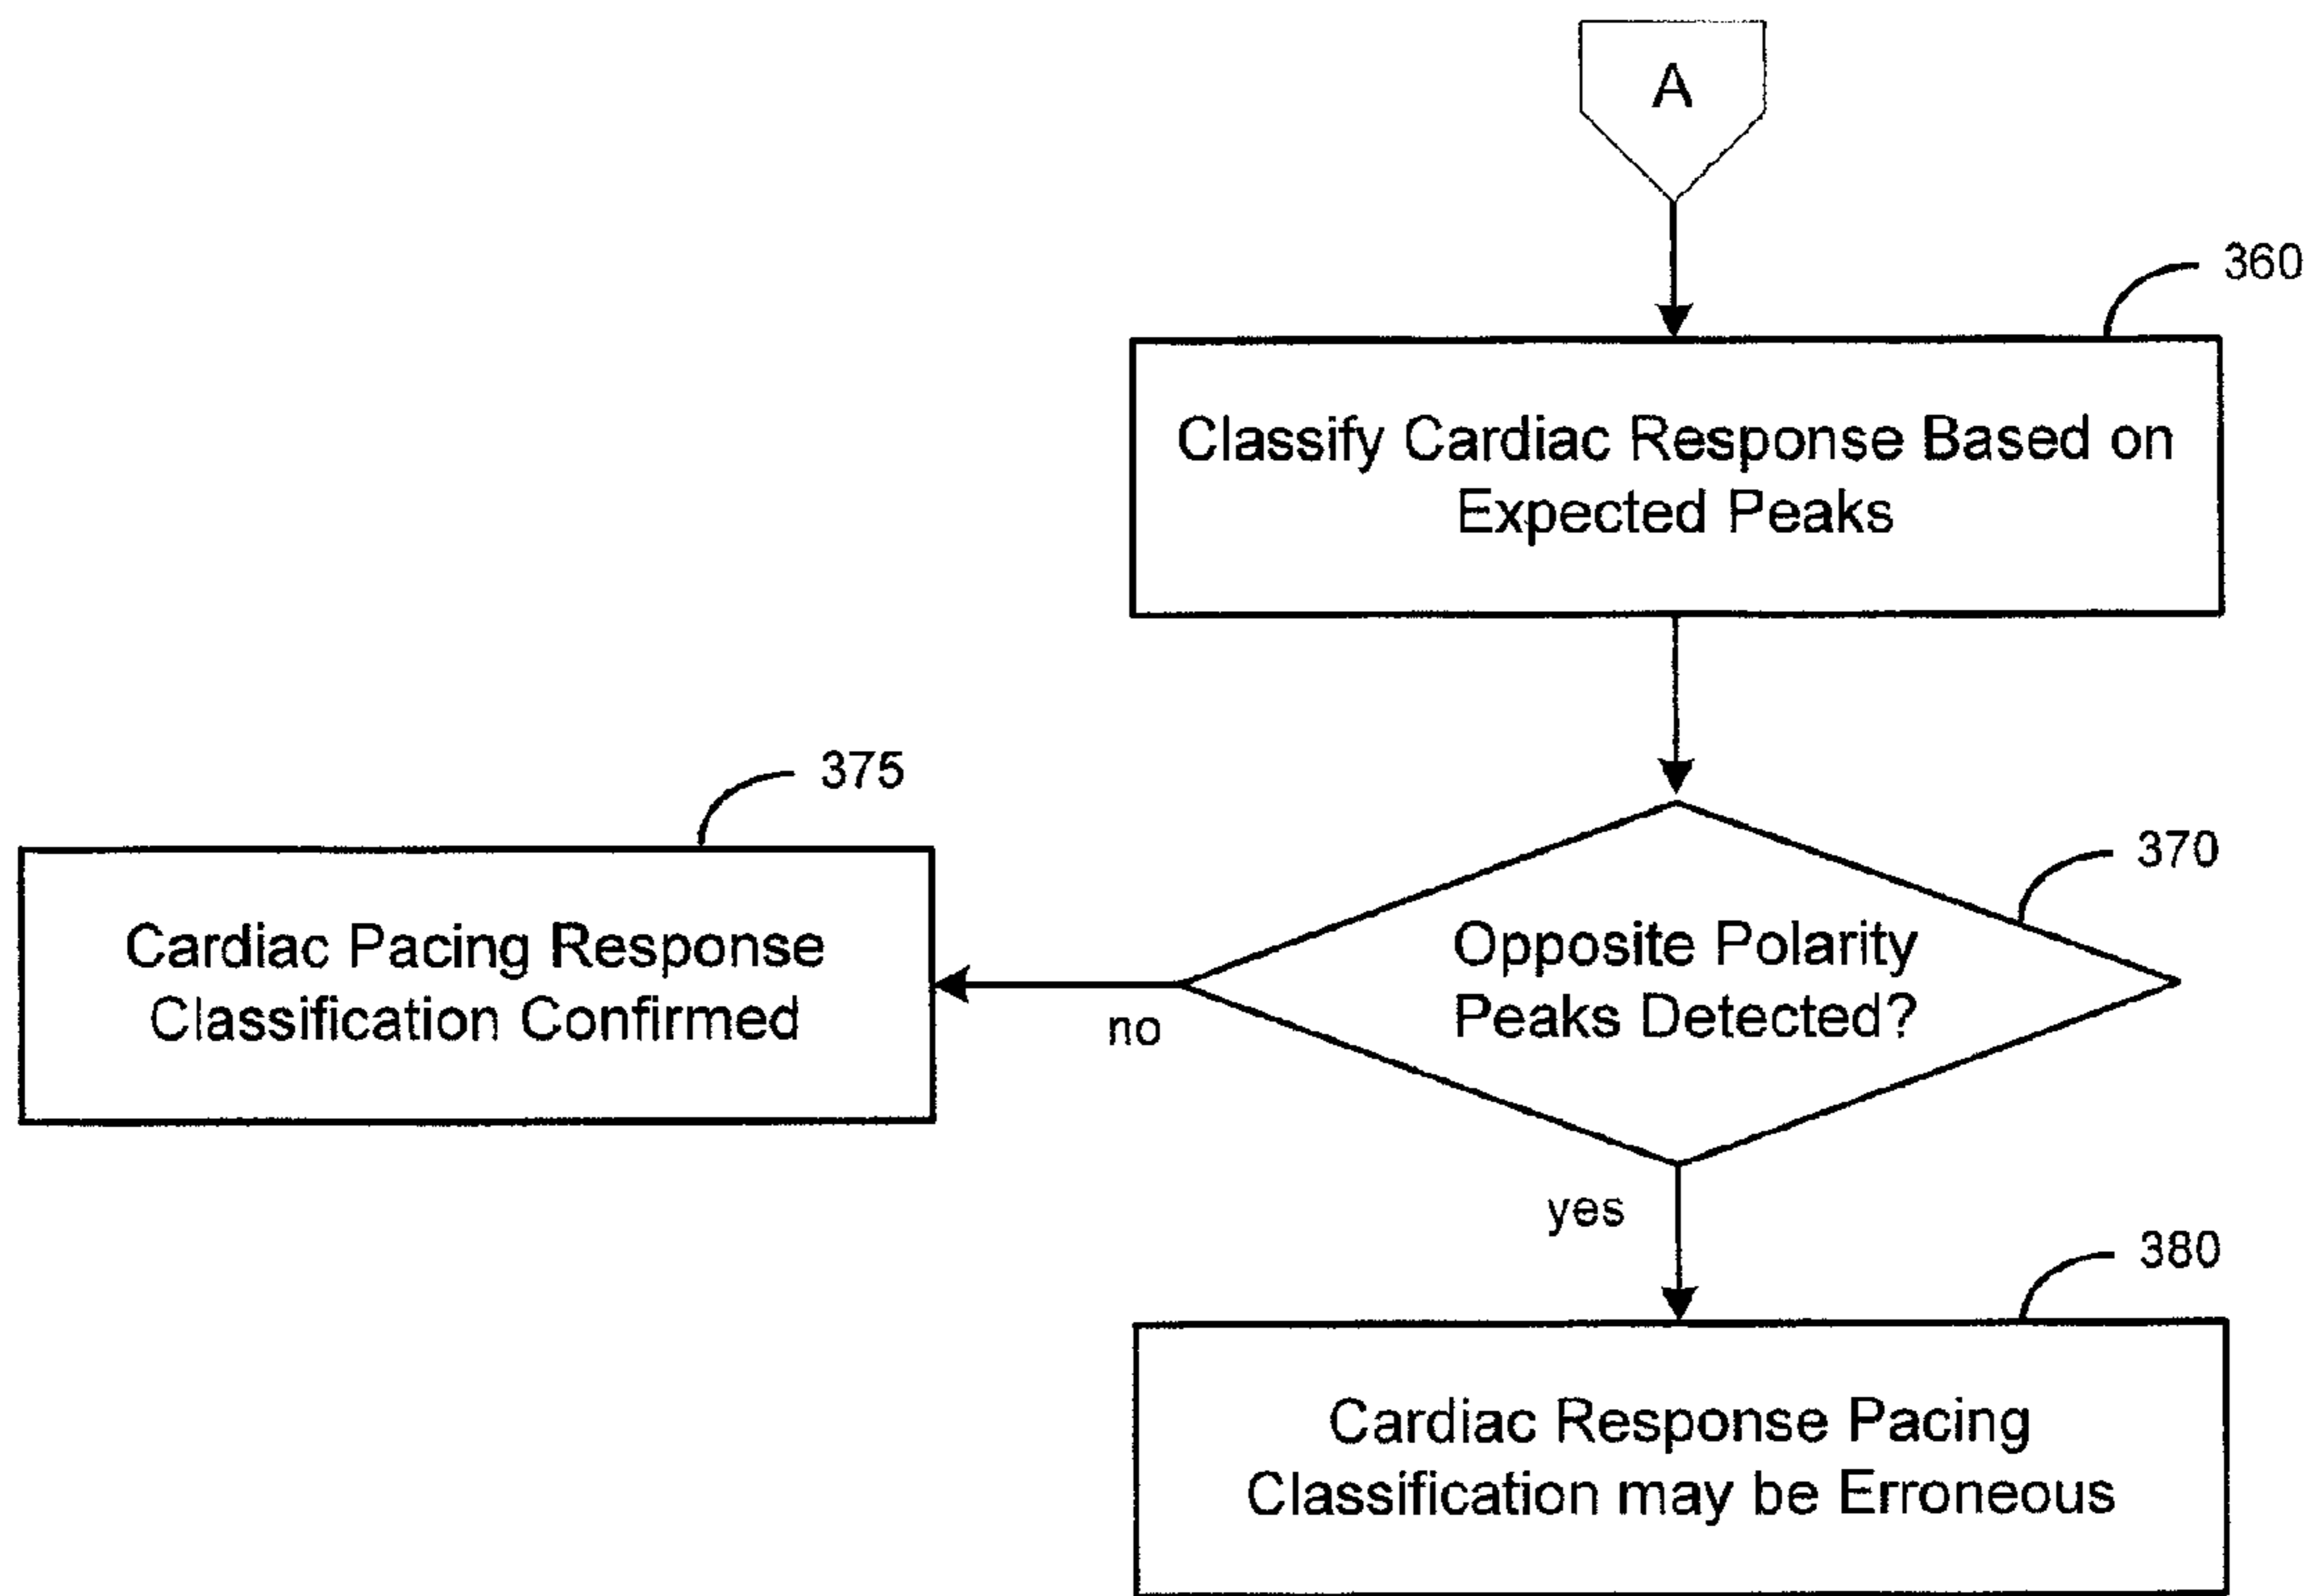 A
360
Classify Cardiac Response Based on
Expected Peaks
375
370
Cardiac Pacing Response
Classification Confirmed
no
Opposite Polarity
Peaks Detected?
yes
380
Cardiac Response Pacing
Classification may be Erroneous